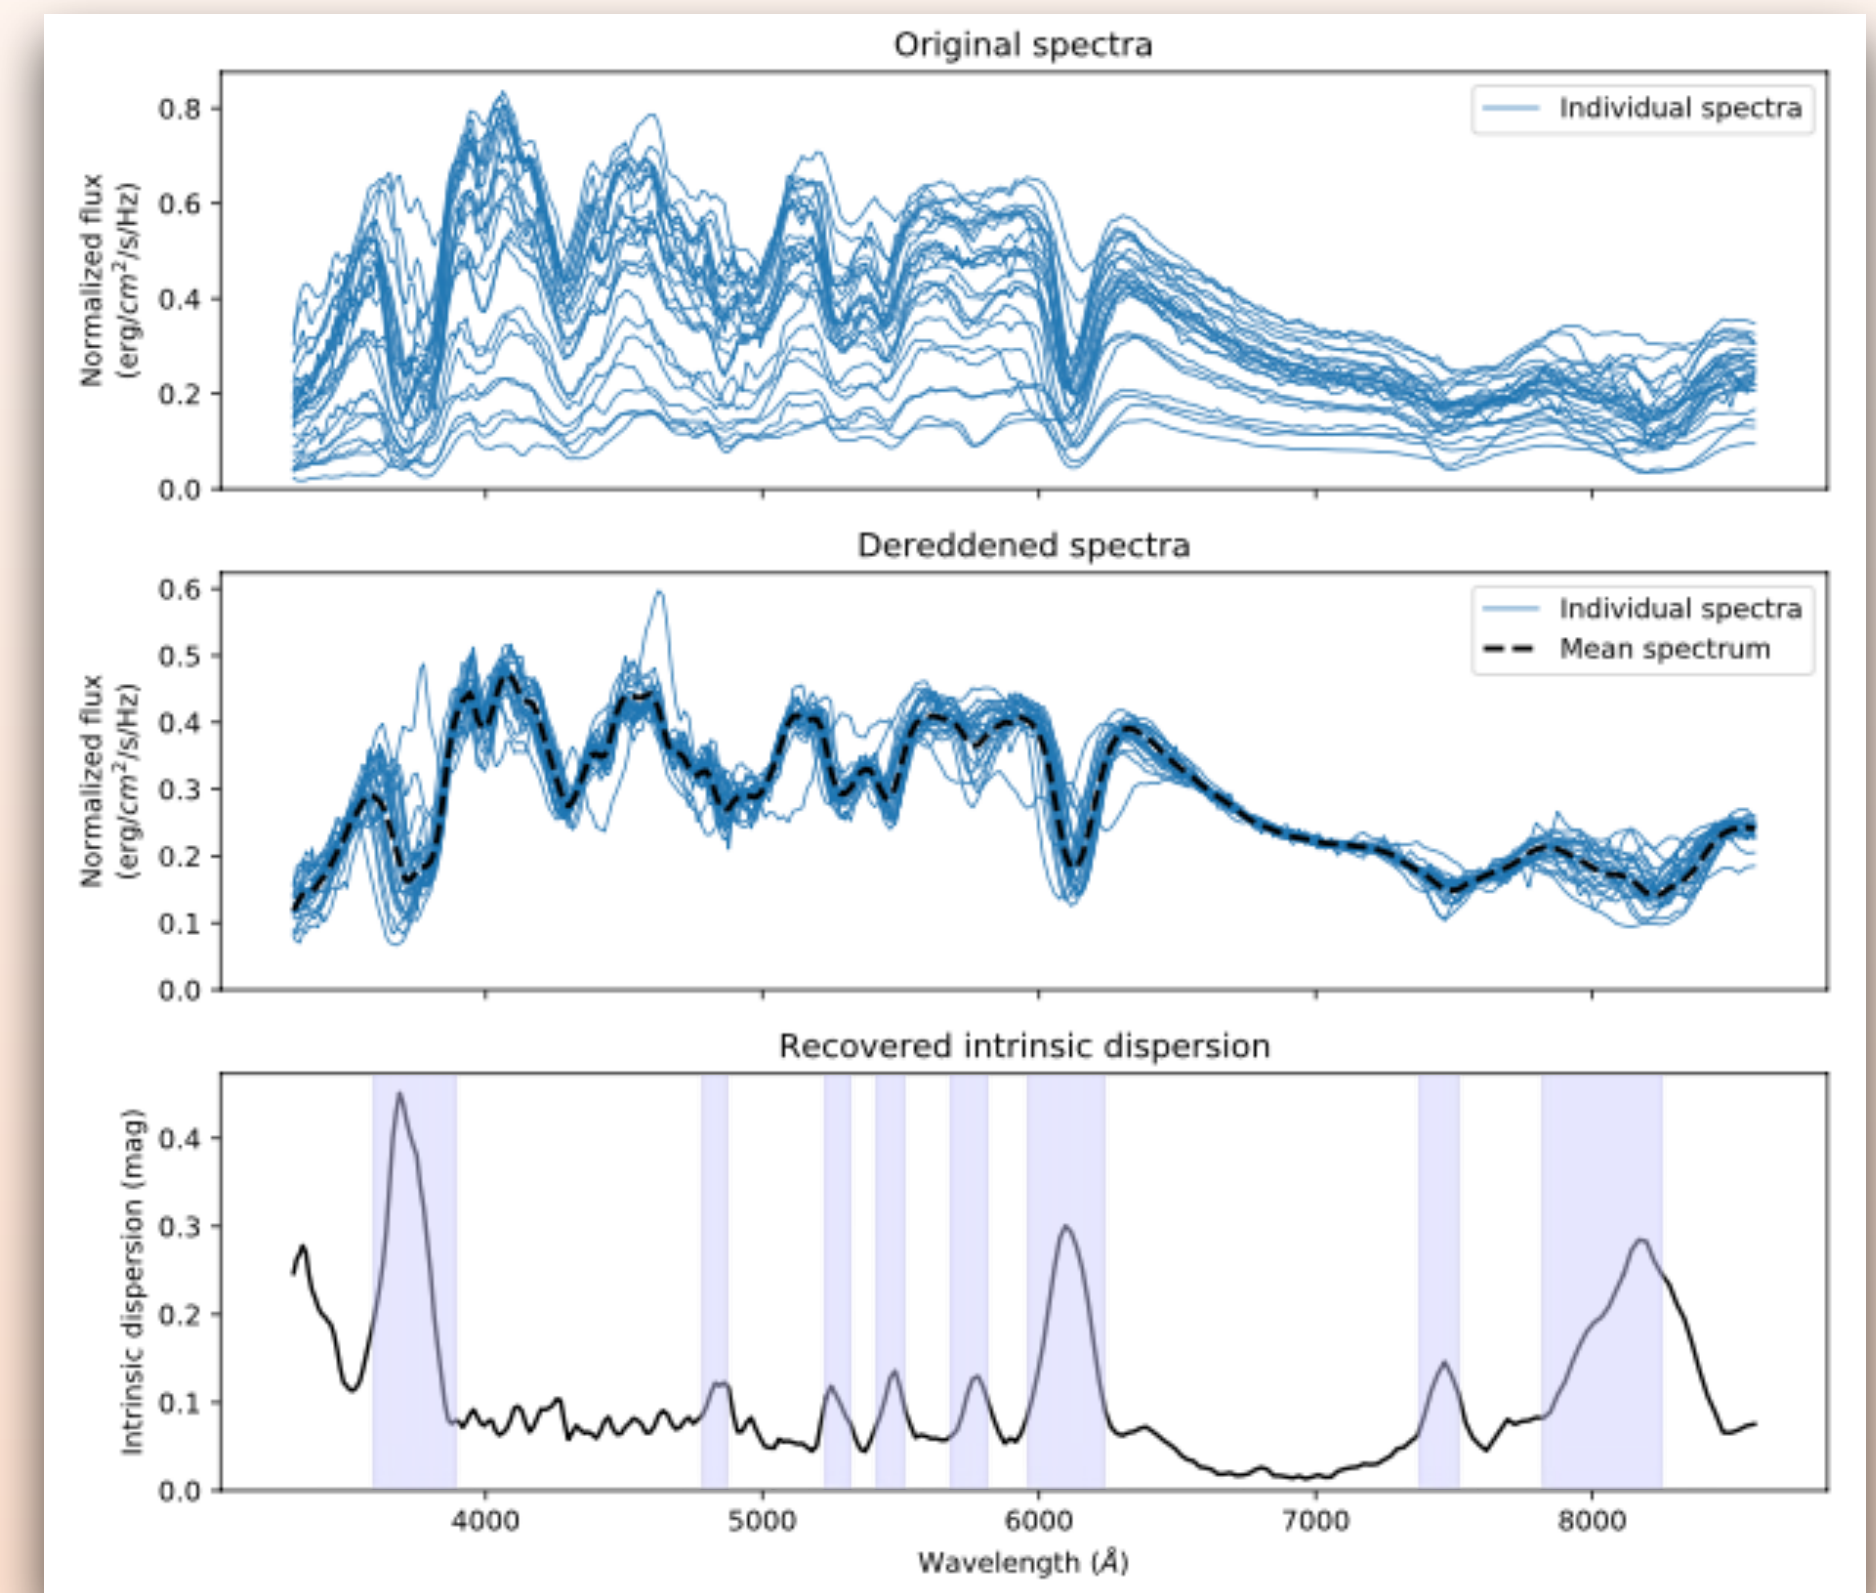 Original spectra
Individual spectra
Normalized flux
(erg/cm²/s/Hz)
0.8
0.6
0.4
0.2
0.0
Dereddened spectra
Individual spectra
Mean spectrum
Normalized flux
(erg/cm²/s/Hz)
0.6
0.5
0.4
0.3
0.2
0.1
0.0
Recovered intrinsic dispersion
Intrinsic dispersion (mag)
0.4
0.3
0.2
0.1
0.0
4000 5000 6000 7000 8000
Wavelength (Å)